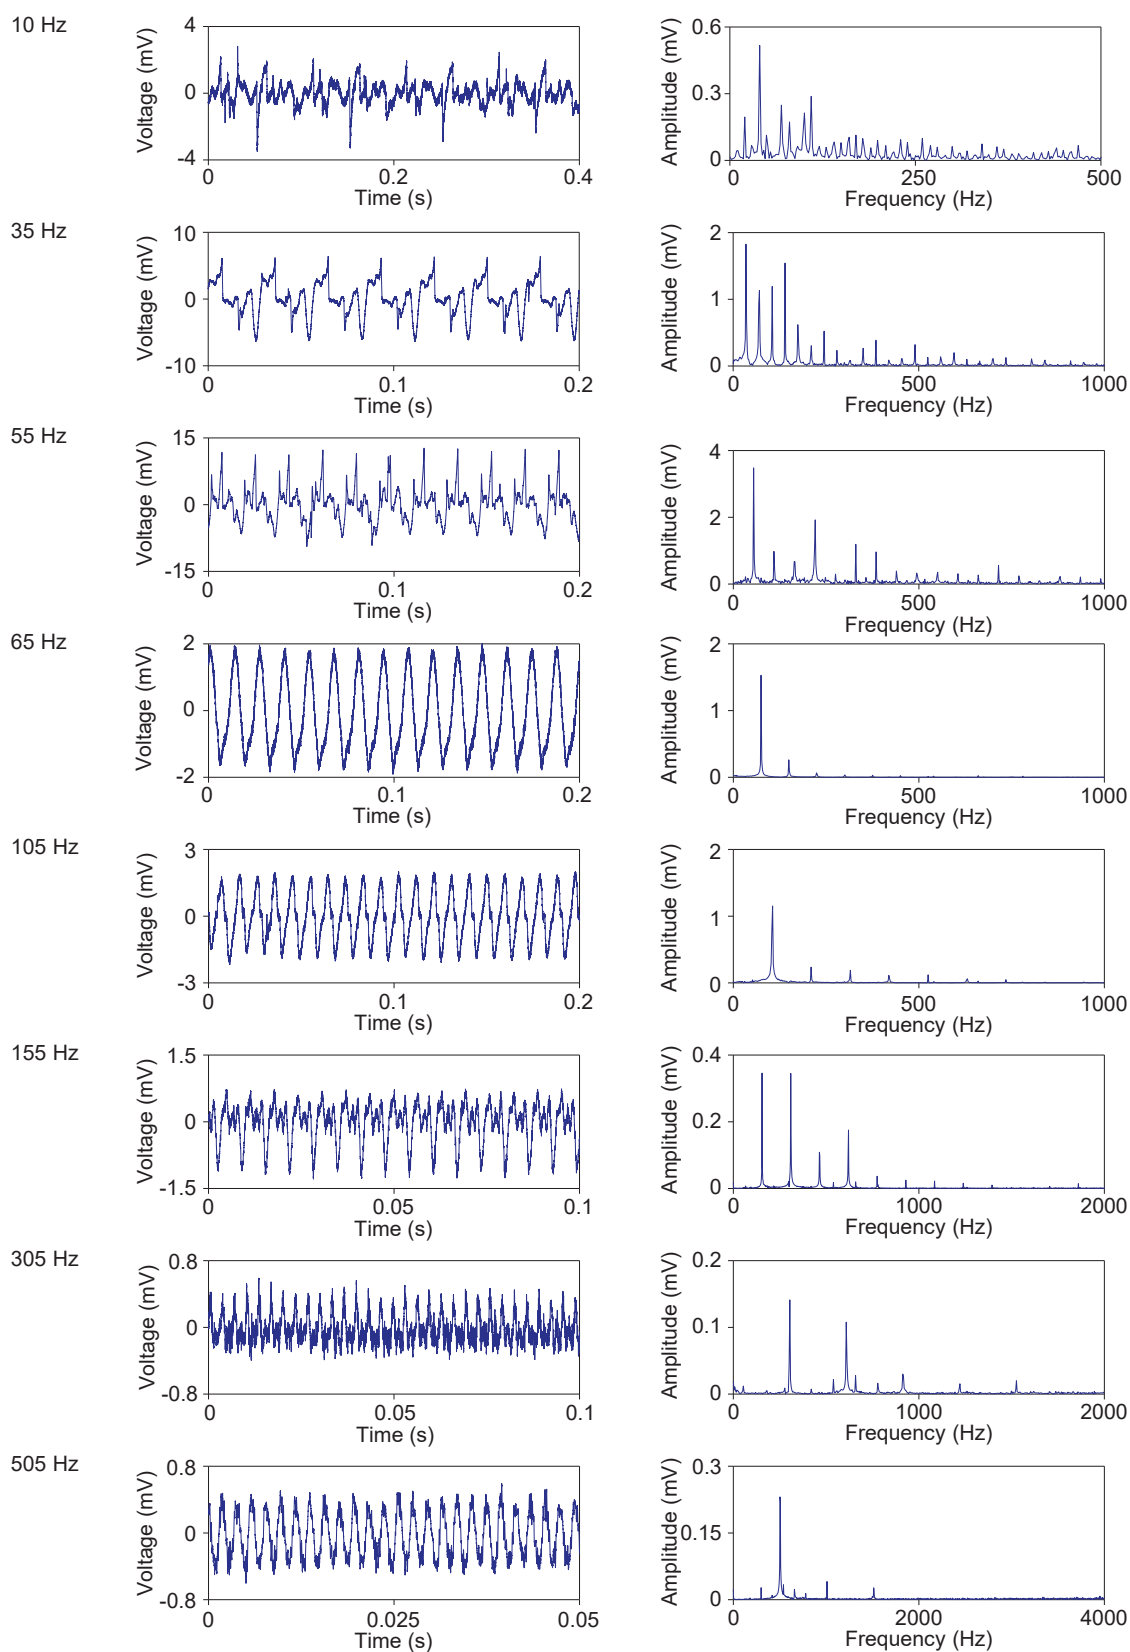 10 Hz
Voltage (mV)
4
0
-4
0
0.2
0.4
Time (s)
Amplitude (mV)
0.6
0.3
0
0
250
500
Frequency (Hz)
35 Hz
Voltage (mV)
10
0
-10
0
0.1
0.2
Time (s)
Amplitude (mV)
2
1
0
0
500
1000
Frequency (Hz)
55 Hz
Voltage (mV)
15
0
-15
0
0.1
0.2
Time (s)
Amplitude (mV)
4
2
0
0
500
1000
Frequency (Hz)
65 Hz
Voltage (mV)
2
0
-2
0
0.1
0.2
Time (s)
Amplitude (mV)
2
1
0
0
500
1000
Frequency (Hz)
105 Hz
Voltage (mV)
3
0
-3
0
0.1
0.2
Time (s)
Amplitude (mV)
2
1
0
0
500
1000
Frequency (Hz)
155 Hz
Voltage (mV)
1.5
0
-1.5
0
0.05
0.1
Time (s)
Amplitude (mV)
0.4
0.2
0
0
1000
2000
Frequency (Hz)
305 Hz
Voltage (mV)
0.8
0
-0.8
0
0.05
0.1
Time (s)
Amplitude (mV)
0.2
0.1
0
0
1000
2000
Frequency (Hz)
505 Hz
Voltage (mV)
0.8
0
-0.8
0
0.025
0.05
Time (s)
Amplitude (mV)
0.3
0.15
0
0
2000
4000
Frequency (Hz)